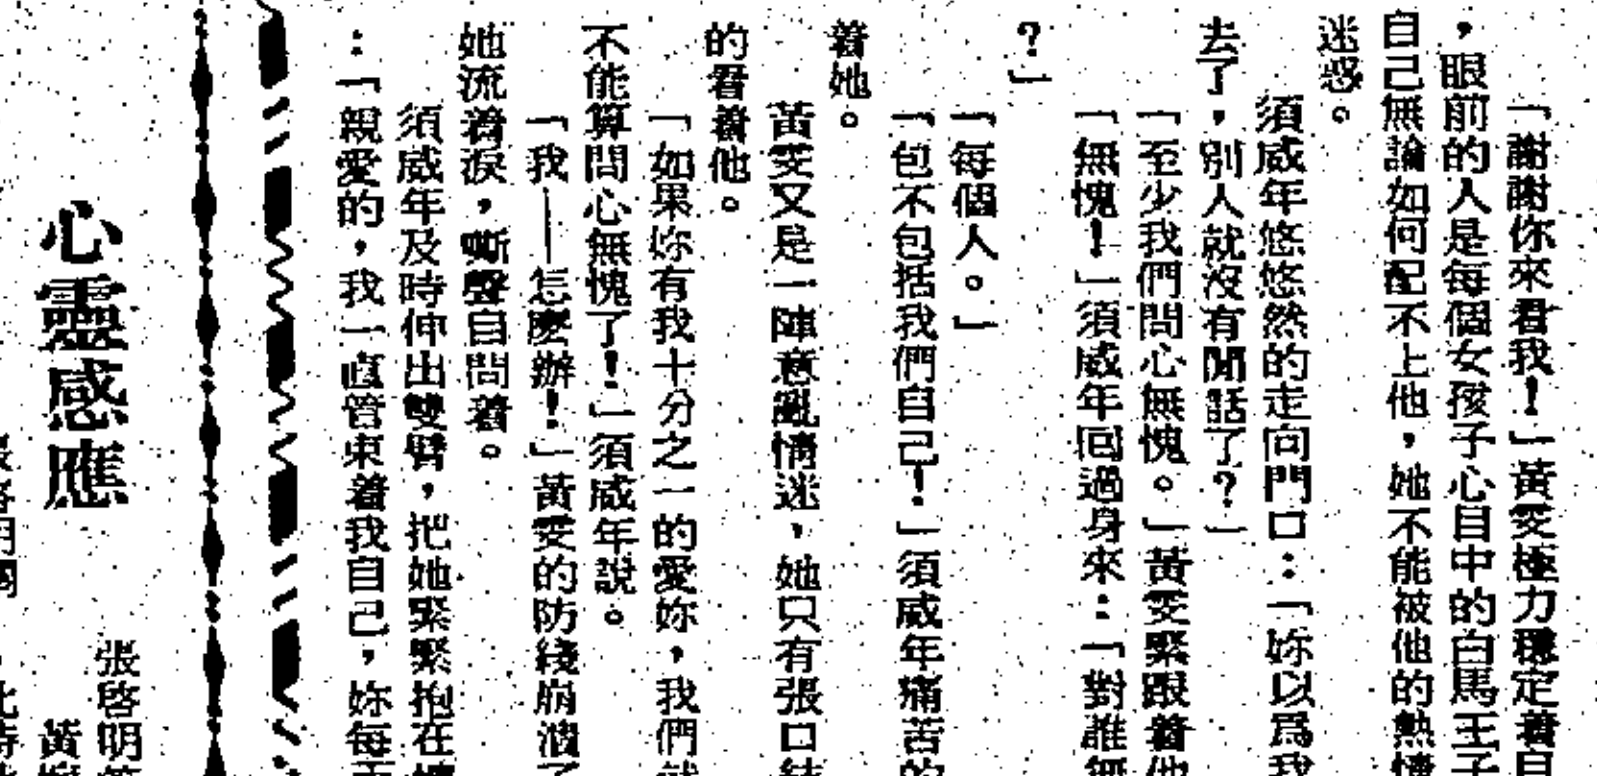 「謝謝你來看我！」黃雯極力穩定着自
，眼前的人是每個女孩子心目中的白馬王子
自己無論如何配不上他，她不能被他的熱情
迷惑。
須威年悠悠然的走向門口：「妳以爲我
去了，別人就沒有閒話了？」
「至少我們問心無愧。」黃雯緊跟着他
「無愧！」須威年回過身來：「對誰無
？」
「每個人。」
「包不包括我們自己！」須威年痛苦的
着她。
黃雯又是一陣意亂情迷，她只有張口結
的看着他。
「如果妳有我十分之一的愛妳，我們就
不能算問心無愧了！」須威年說。
「我——怎麼辦！」黃雯的防綫崩潰了
她流着淚，嘶聲自問着。
須威年及時伸出雙臂，把她緊緊抱在懷
：「親愛的，我一直管束着我自己，妳每
心靈感應
張啓明
黃